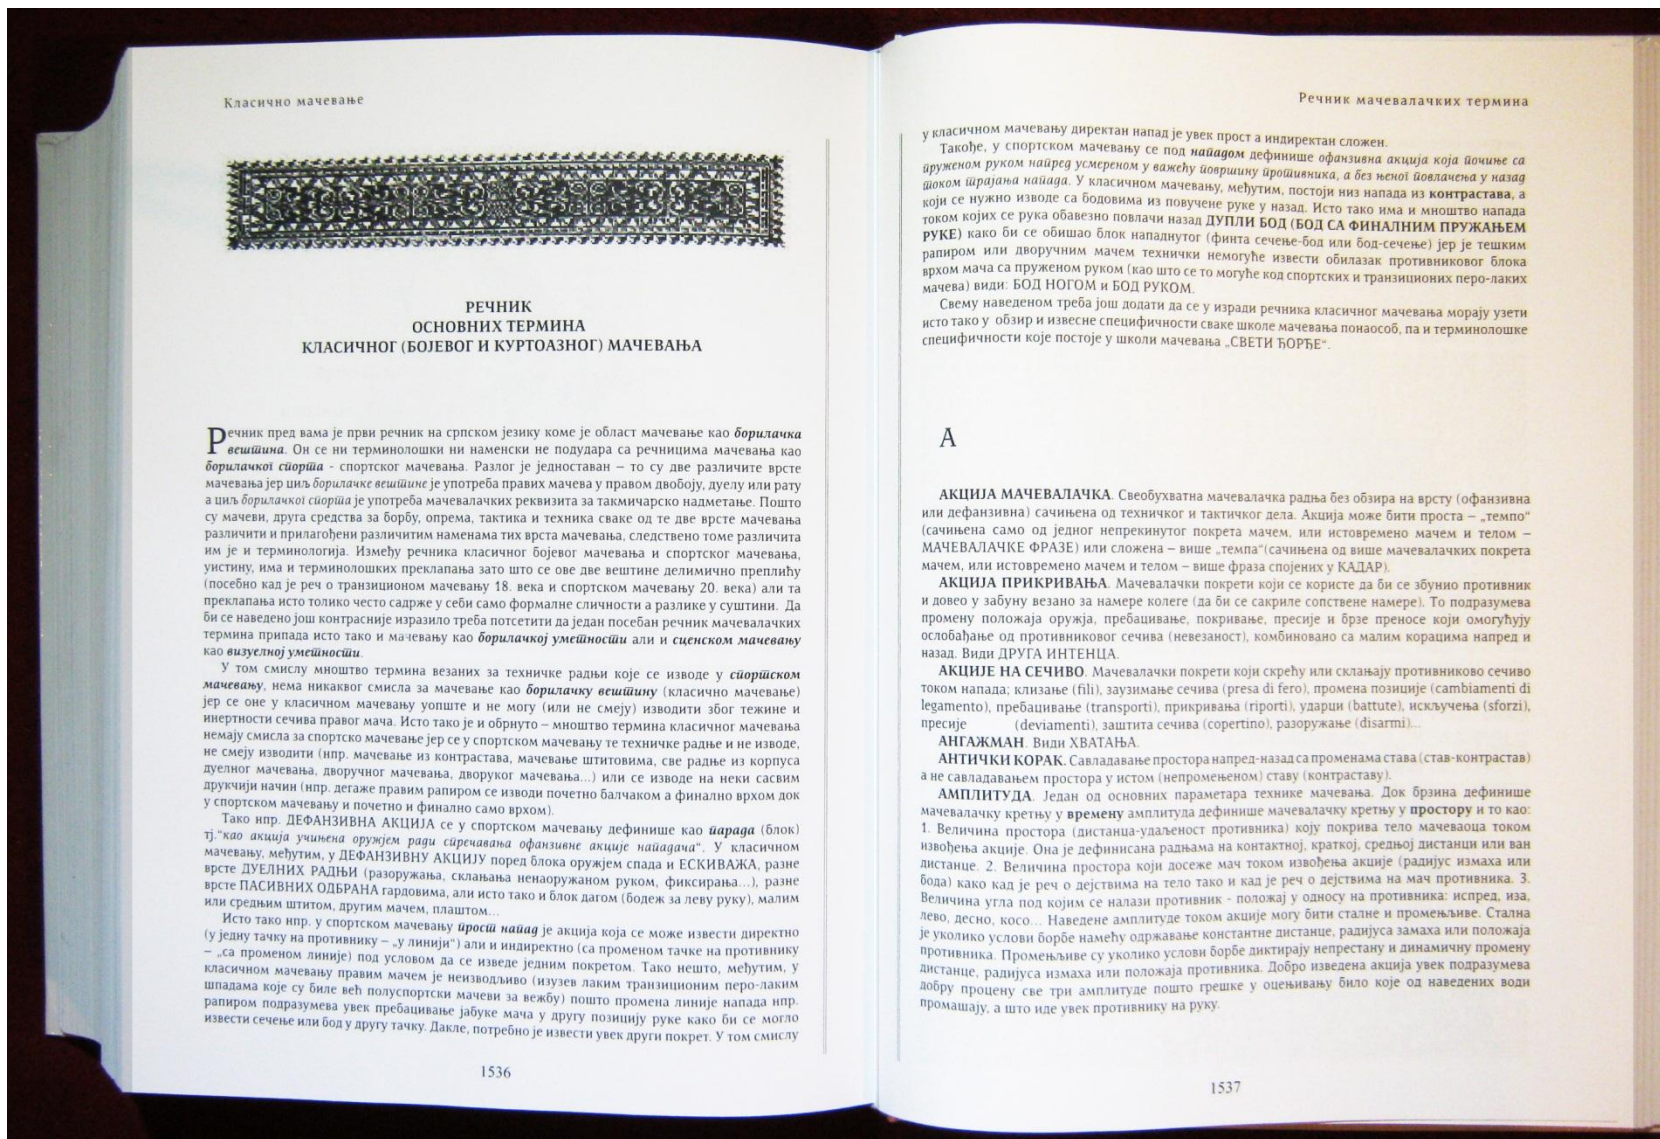 Класично мачевање
РЕЧНИК
ОСНОВНИХ ТЕРМИНА
КЛАСИЧНОГ (БОЈЕВОГ И КУРТОАЗНОГ) МАЧЕВАЊА
Речник пред вама је први речник на српском језику коме је област мачевање као борилачка
вештина. Он се ни терминолошки ни наменски не подудара са речницима мачевања као
борилачког спорта - спортског мачевања. Разлог је једноставан – то су две различите врсте
мачевања јер циљ борилачке вештине је употреба правих мачева у правом двобоју, дуелу или рату
а циљ борилачког спорта је употреба мачевалачких реквизита за такмичарско надметање. Пошто
су мачеви, друга средства за борбу, опрема, тактика и техника сваке од те две врсте мачевања
различити и прилагођени различитим наменама тих врста мачевања, следствено томе различита
им је и терминологија. Између речника класичног бојевог мачевања и спортског мачевања,
уистину, има и терминолошких преклапања зато што се ове две вештине делимично преплићу
(посебно кад је реч о транзиционом мачевању 18. века и спортском мачевању 20. века) али та
преклапања исто толико често садрже у себи само формалне сличности а разлике у суштини. Да
би се наведено још контрасније изразило треба потсетити да један посебан речник мачевалачких
термина припада исто тако и мачевању као борилачкој уметности али и сценском мачевању
као визуелној уметности.
У том смислу мноштво термина везаних за техничке радњи које се изводе у спортском
мачевању, нема никаквог смисла за мачевање као борилачку вештину (класично мачевање)
јер се оне у класичном мачевању уопште и не могу (или не смеју) изводити због тежине и
инертности сечива правог мача. Исто тако је и обрнуто – мноштво термина класичног мачевања
немају смисла за спортско мачевање јер се у спортском мачевању те техничке радње и не изводе,
не смеју изводити (нпр. мачевање из контрастава, мачевање штитовима, све радње из корпуса
дуелног мачевања, дворучног мачевања, дворуког мачевања...) или се изводе на неки сасвим
друкчији начин (нпр. дегаже правим рапиром се изводи почетно балчаком а финално врхом док
у спортском мачевању и почетно и финално само врхом).
Тако нпр. ДЕФАНЗИВНА АКЦИЈА се у спортском мачевању дефинише као парада (блок)
тј."као акција учињена оружјем ради спречавања офанзивне акције нападача“. У класичном
мачевању, међутим, у ДЕФАНЗИВНУ АКЦИЈУ поред блока оружјем спада и ЕСКИВАЖА, разне
врсте ДУЕЛНИХ РАДЊИ (разоружања, склањања ненаоружаном руком, фиксирања...), разне
врсте ПАСИВНИХ ОДБРАНА гардовима, али исто тако и блок дагом (бодеж за леву руку), малим
или средњим штитом, другим мачем, плаштом...
Исто тако нпр. у спортском мачевању прост напад је акција која се може извести директно
(у једну тачку на противнику – „у линији“) али и индиректно (са променом тачке на противнику
– „са променом линије) под условом да се изведе једним покретом. Тако нешто, међутим, у
класичном мачевању правим мачем је неизводљиво (изузев лаким транзиционим перо-лаким
шпадама које су биле већ полуспортски мачеви за вежбу) пошто промена линије напада нпр.
рапиром подразумева увек пребацивање јабуке мача у другу позицију руке како би се могло
извести сечење или бод у другу тачку. Дакле, потребно је извести увек други покрет. У том смислу
1536
Речник мачевалачких термина
у класичном мачевању директан напад је увек прост а индиректан сложен.
Такође, у спортском мачевању се под нападом дефинише офанзивна акција која почиње са
пруженом руком напред усмереном у важећу површину противника, а без њеног повлачења у назад
током трајања напада. У класичном мачевању, међутим, постоји низ напада из контрастава, а
који се нужно изводе са бодовима из повучене руке у назад. Исто тако има и мноштво напада
током којих се рука обавезно повлачи назад ДУПЛИ БОД (БОД СА ФИНАЛНИМ ПРУЖАЊЕМ
РУКЕ) како би се обишао блок нападнутог (финта сечење-бод или бод-сечење) јер је тешким
рапиром или дворучним мачем технички немогуће извести обилазак противниковог блока
врхом мача са пруженом руком (као што се то могуће код спортских и транзиционих перо-лаких
мачева) види: БОД НОГОМ и БОД РУКОМ.
Свему наведеном треба још додати да се у изради речника класичног мачевања морају узети
исто тако у обзир и извесне специфичности сваке школе мачевања понаособ, па и терминолошке
специфичности које постоје у школи мачевања „СВЕТИ ЂОРЂЕ“.
А
АКЦИЈА МАЧЕВАЛАЧКА. Свеобухватна мачевалачка радња без обзира на врсту (офанзивна
или дефанзивна) сачињена од техничког и тактичког дела. Акција може бити проста – „темпо“
(сачињена само од једног непрекинутог покрета мачем, или истовремено мачем и телом –
МАЧЕВАЛАЧКЕ ФРАЗЕ) или сложена – више „темпа“(сачињена од више мачевалачких покрета
мачем, или истовремено мачем и телом – више фраза спојених у КАДАР).
АКЦИЈА ПРИКРИВАЊА. Мачевалачки покрети који се користе да би се збунио противник
и довео у забуну везано за намере колеге (да би се сакриле сопствене намере). То подразумева
промену положаја оружја, пребацивање, покривање, пресије и брзе преносе који омогућују
ослобађање од противниковог сечива (невезаност), комбиновано са малим корацима напред и
назад. Види ДРУГА ИНТЕНЦА.
АКЦИЈЕ НА СЕЧИВО. Мачевалачки покрети који скрећу или склањају противниково сечиво
током напада; клизање (fili), заузимање сечива (presa di fero), промена позиције (cambiamenti di
legamento), пребацивање (transporti), прикривања (riporti), ударци (battute), искључења (sforzi),
пресије (deviamenti), заштита сечива (copertino), разоружање (disarmi)...
АНГАЖМАН. Види ХВАТАЊА.
АНТИЧКИ КОРАК. Савладавање простора напред-назад са променама става (став-контрастав)
а не савладавањем простора у истом (непромењеном) ставу (контраставу).
АМПЛИТУДА. Један од основних параметара технике мачевања. Док брзина дефинише
мачевалачку кретњу у времену амплитуда дефинише мачевалачку кретњу у простору и то као:
1. Величина простора (дистанца-удаљеност противника) коју покрива тело мачеваоца током
извођења акције. Она је дефинисана радњама на контактној, краткој, средњој дистанци или ван
дистанце. 2. Величина простора који досеже мач током извођења акције (радијус измаха или
бода) како кад је реч о дејствима на тело тако и кад је реч о дејствима на мач противника. 3.
Величина угла под којим се налази противник - положај у односу на противника: испред, иза,
лево, десно, косо... Наведене амплитуде током акције могу бити сталне и промењљиве. Стална
је уколико услови борбе намећу одржавање константне дистанце, радијуса замаха или положаја
противника. Промењљиве су уколико услови борбе диктирају непрестану и динамичну промену
дистанце, радијуса измаха или положаја противника. Добро изведена акција увек подразумева
добру процену све три амплитуде пошто грешке у оцењивању било које од наведених води
промашају, а што иде увек противнику на руку.
1537